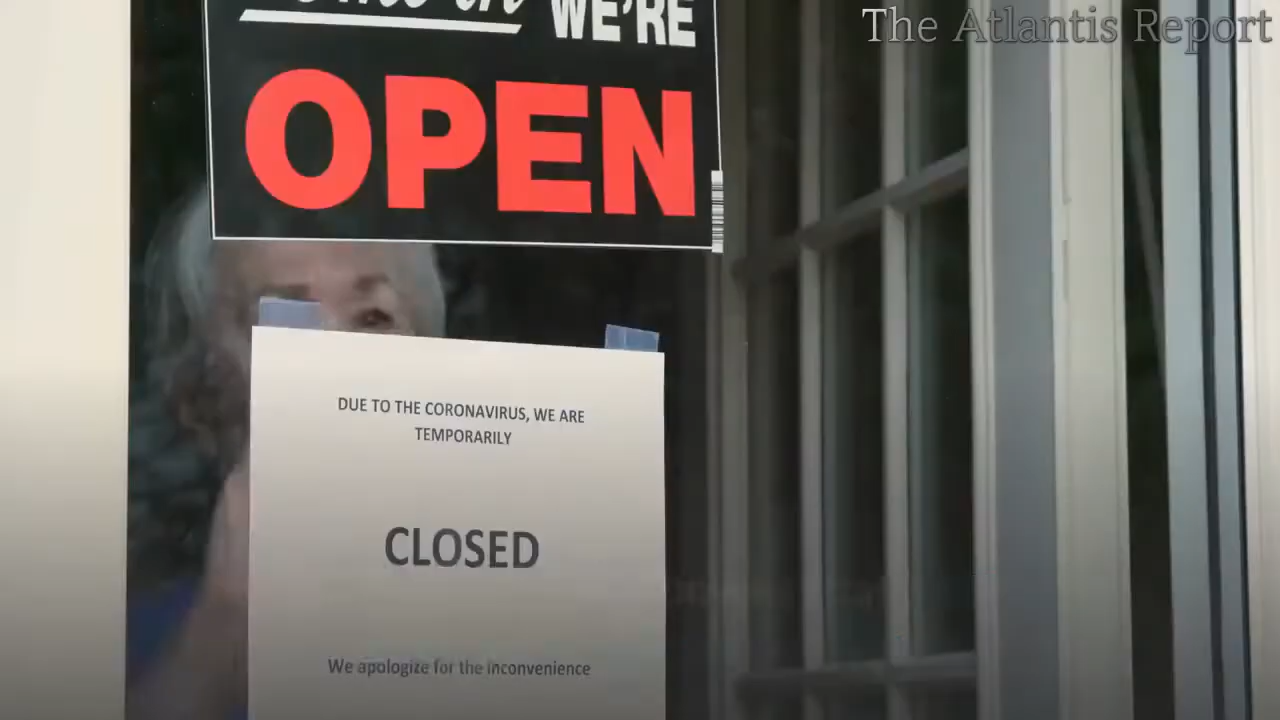 The Atlantis Report
WE'RE
OPEN
DUE TO THE CORONAVIRUS, WE ARE
TEMPORARILY
CLOSED
We apologize for the inconvenience